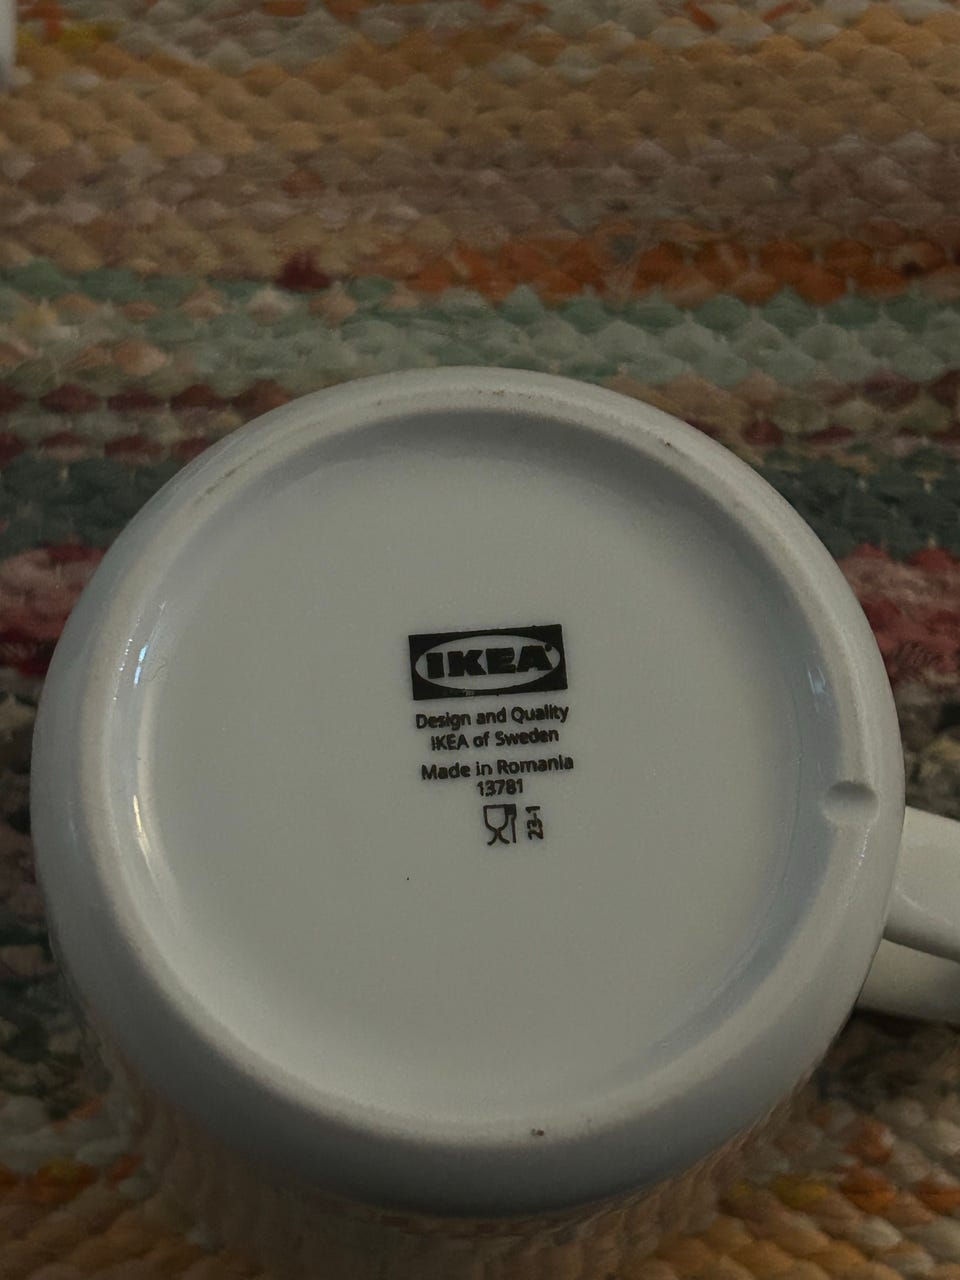 IKEA
Design and Quality
IKEA of Sweden
Made in Romania
13781
23-1